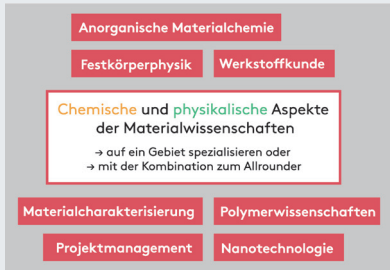 Anorganische Materialchemie
Festkörperphysik
Werkstoffkunde
Chemische und physikalische Aspekte
der Materialwissenschaften
→ auf ein Gebiet spezialisieren oder
→ mit der Kombination zum Allrounder
Materialcharakterisierung
Polymerwissenschaften
Projektmanagement
Nanotechnologie